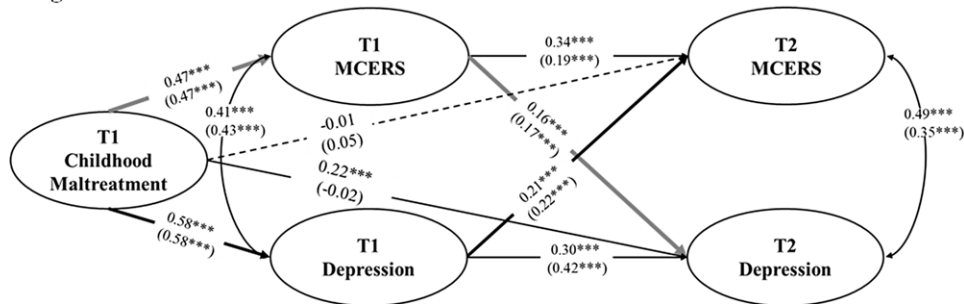 T1
MCERS
T2
MCERS
T1
Childhood
Maltreatment
T1
Depression
T2
Depression
0.47***
(0.47***)
0.41***
(0.43***)
0.34***
(0.19***)
-0.01
(0.05)
0.16***
(0.17***)
0.49***
(0.35***)
0.22***
(-0.02)
0.21***
(0.22***)
0.58***
(0.58***)
0.30***
(0.42***)